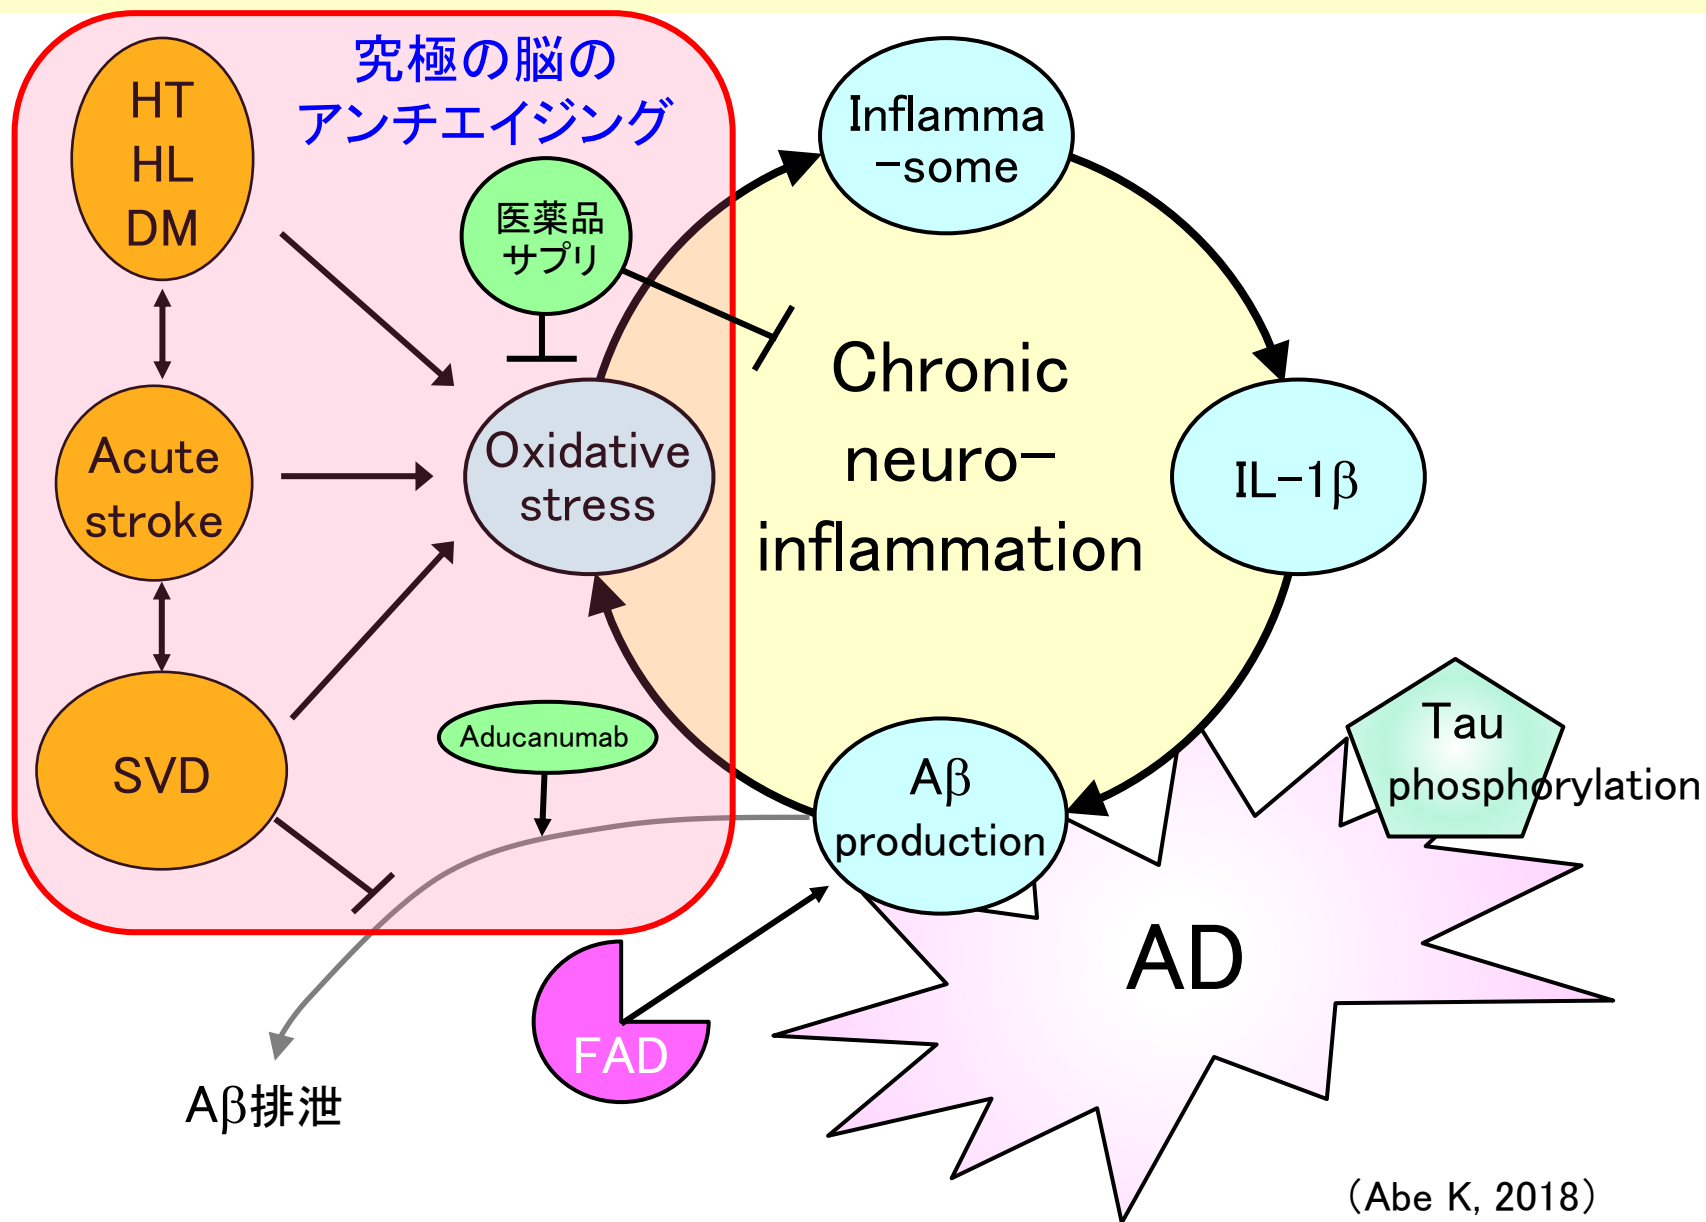 究極の脳の
アンチエイジング
HT
HL
DM
医薬品
サプリ
Inflamma
-some
Acute
stroke
Oxidative
stress
Chronic
neuro-
inflammation
IL-1β
SVD
Aducanumab
Aβ
production
Tau
phosphorylation
AD
FAD
Aβ排泄
(Abe K, 2018)